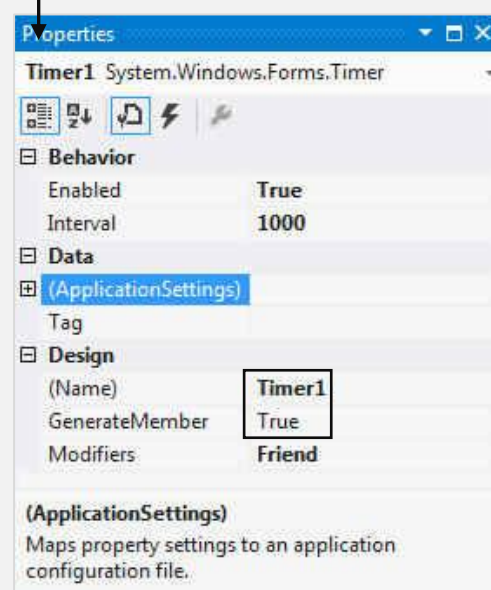 Properties
Timer1 System.Windows.Forms.Timer
Behavior
Enabled True
Interval 1000
Data
(ApplicationSettings)
Tag
Design
(Name) Timer1
GenerateMember True
Modifiers Friend
(ApplicationSettings)
Maps property settings to an application
configuration file.